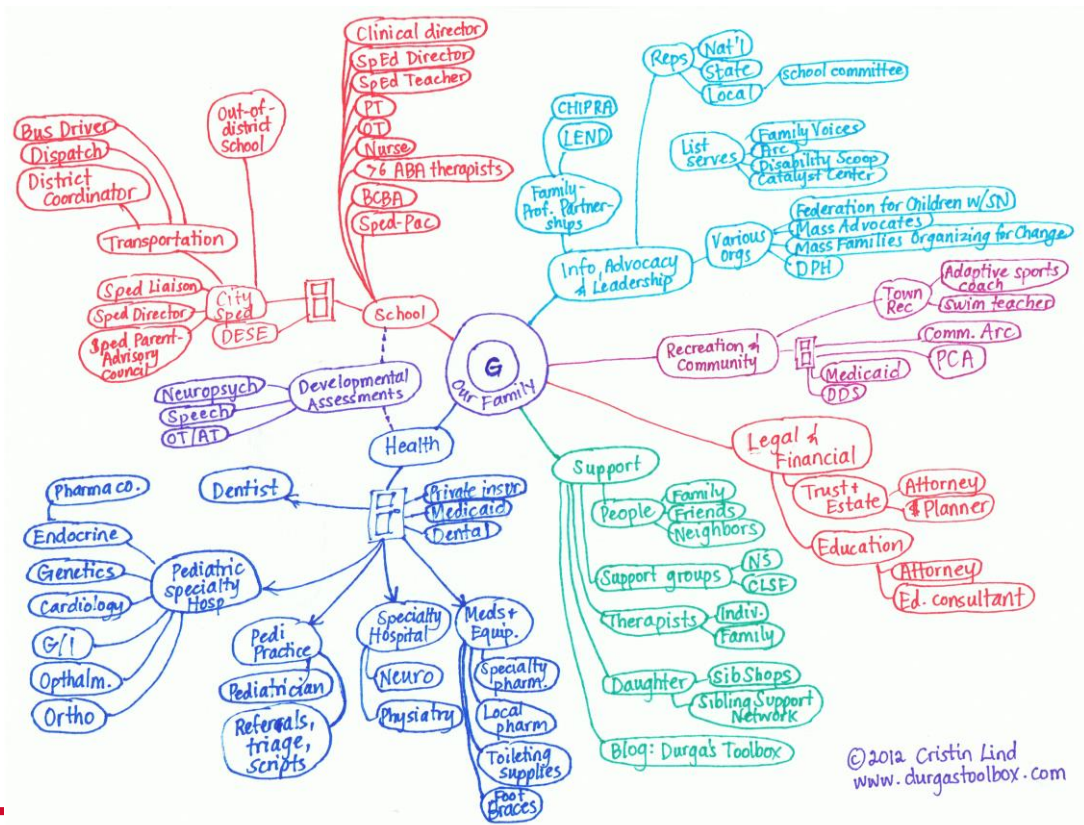 Clinical director
SpEd Director
SpEd Teacher
PT
OT
Nurse
>6 ABA therapists
BCBA
Sped-Pac
School
Out-of-
district
School
Bus Driver
Dispatch
District
Coordinator
Transportation
Sped Liaison
Sped Director
Sped Parent-
Advisory
Council
City
Sped
DESE
Reps
Nat'l
State
Local
school committee
CHIPRA
LEND
Family-
Prof. Partner-
ships
List
serves
Family Voices
Arc
Disability Scoop
Catalyst Center
Info, Advocacy
& Leadership
Various
orgs
Federation for Children w/SN
Mass Advocates
Mass Families Organizing for Change
DPH
G
Our Family
Recreation &
Community
Town
Rec
Adaptive sports
coach
Swim teacher
Comm. Arc
PCA
Medicaid
DDS
Neuropsych
Speech
OT/AT
Developmental
Assessments
Health
Dentist
Private insur
Medicaid
Dental
Pharma co.
Endocrine
Genetics
Cardiology
G/I
Opthalm.
Ortho
Pediatric
specialty
Hosp
Pedi
Practice
Pediatrician
Referrals,
triage,
scripts
Specialty
Hospital
Neuro
Physiatry
Meds +
Equip.
Specialty
pharm.
Local
pharm
Toileting
supplies
Foot
Braces
Support
People
Family
Friends
Neighbors
Support groups
NS
CLSF
Therapists
Indiv.
Family
Daughter
SibShops
Sibling Support
Network
Blog: Durga's Toolbox
Legal &
Financial
Trust +
Estate
Attorney
$ Planner
Education
Attorney
Ed. consultant
©2012 Cristin Lind
www.durgastoolbox.com